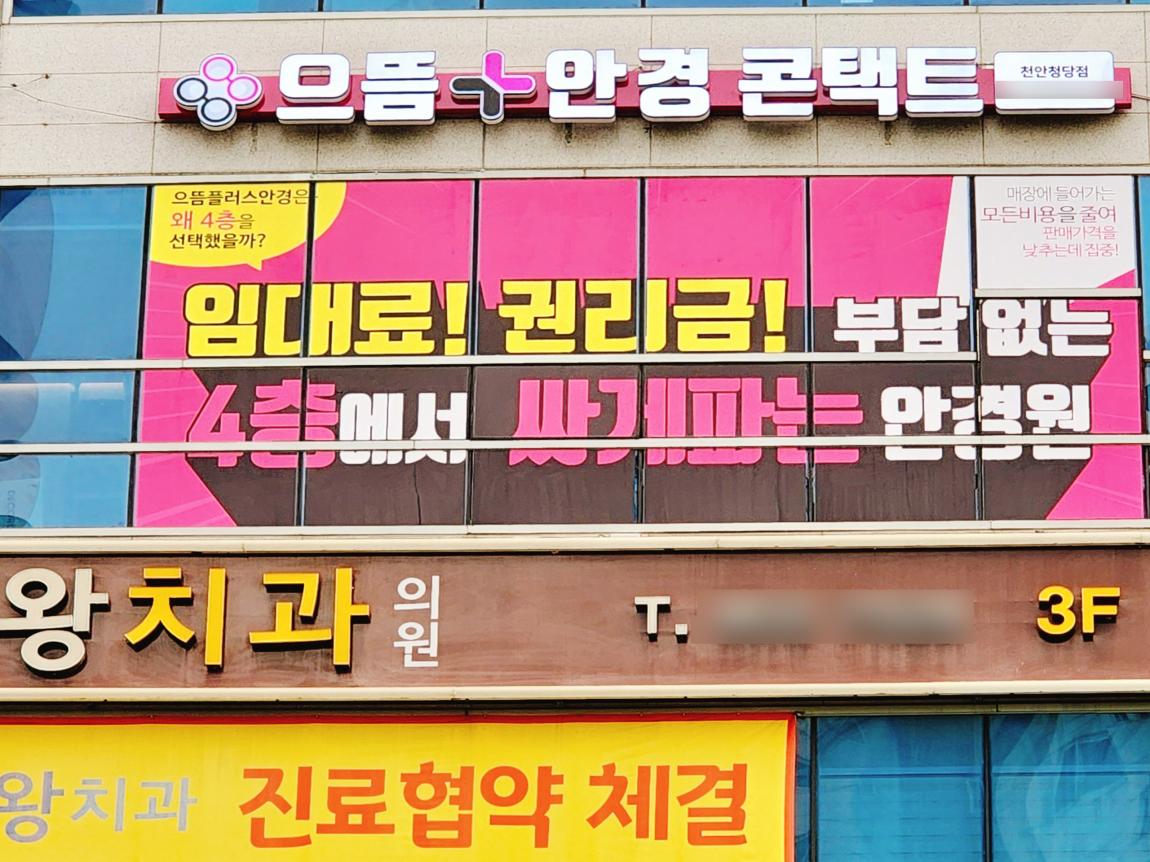 으뜸 안경 콘택트 천안청당점
으뜸플러스안경은
왜 4층을
선택했을까?
매장에 들어가는
모든비용을 줄여
판매가격을
낮추는데 집중!
임대료! 권리금! 부담 없는
4층에서 싸게파는 안경원
왕치과 의원 T. 3F
왕치과 진료협약 체결